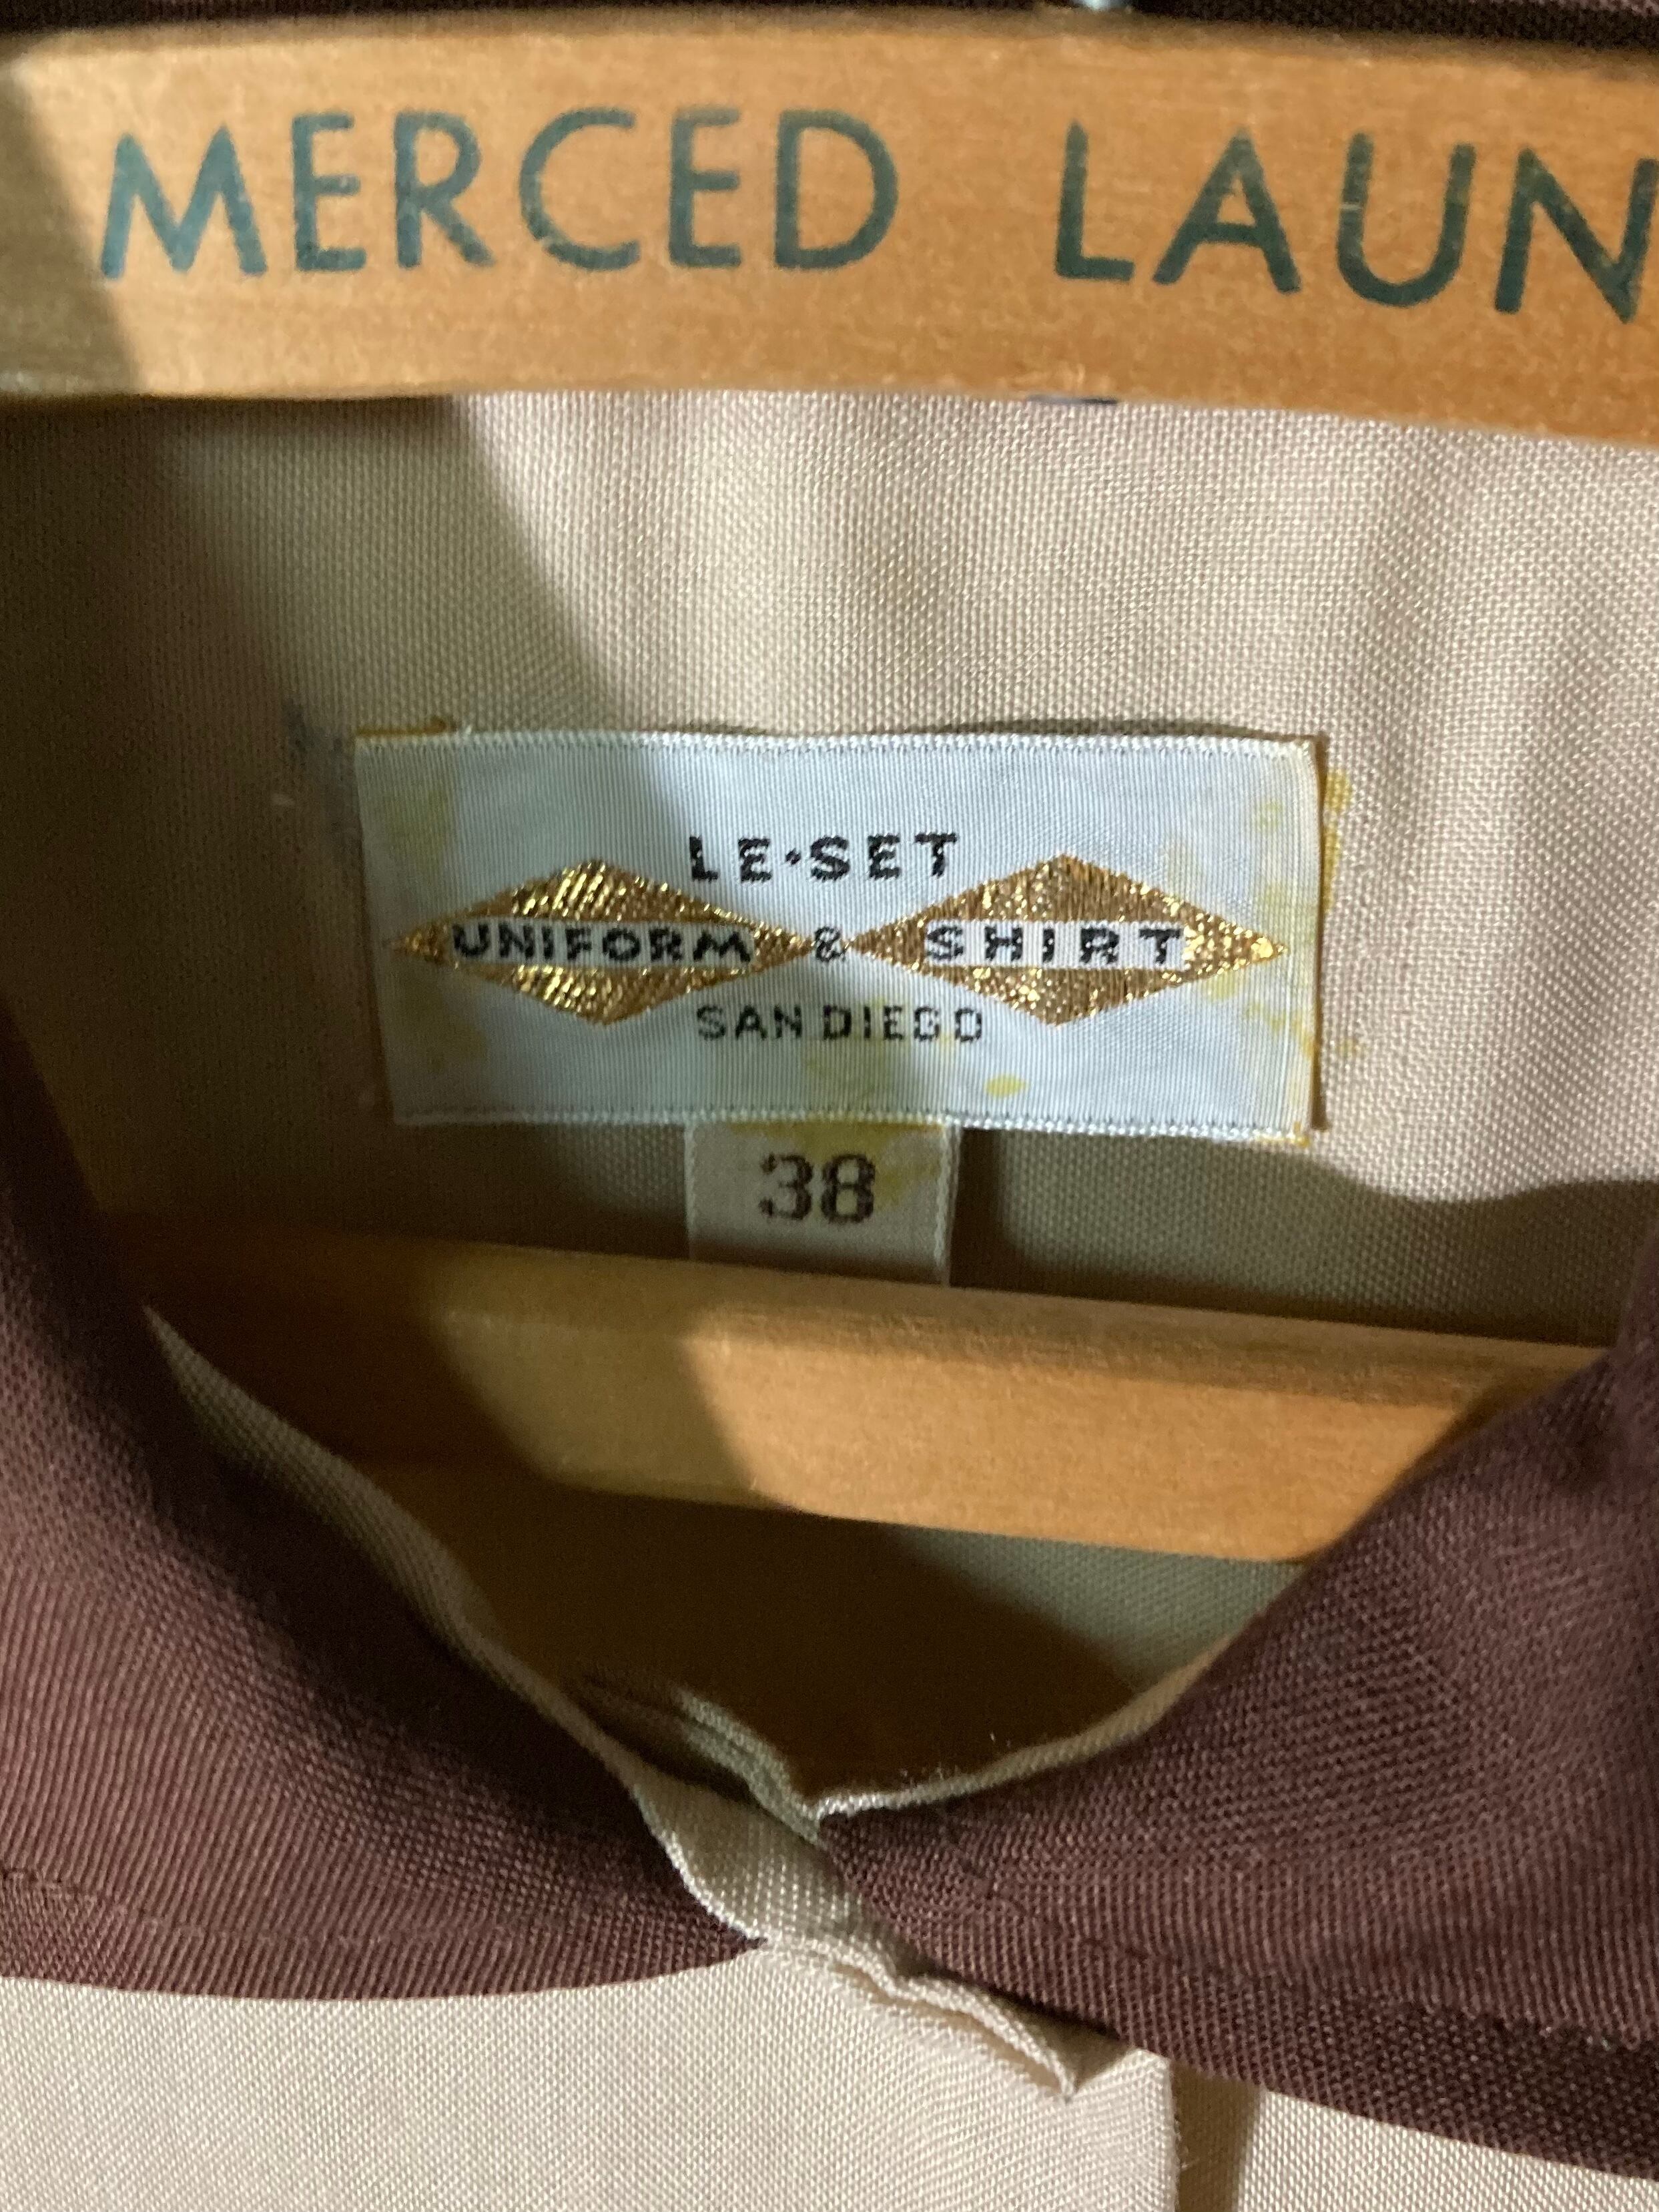 MERCED LAUN
LE·SET
UNIFORM & SHIRT
SAN DIEGO
38